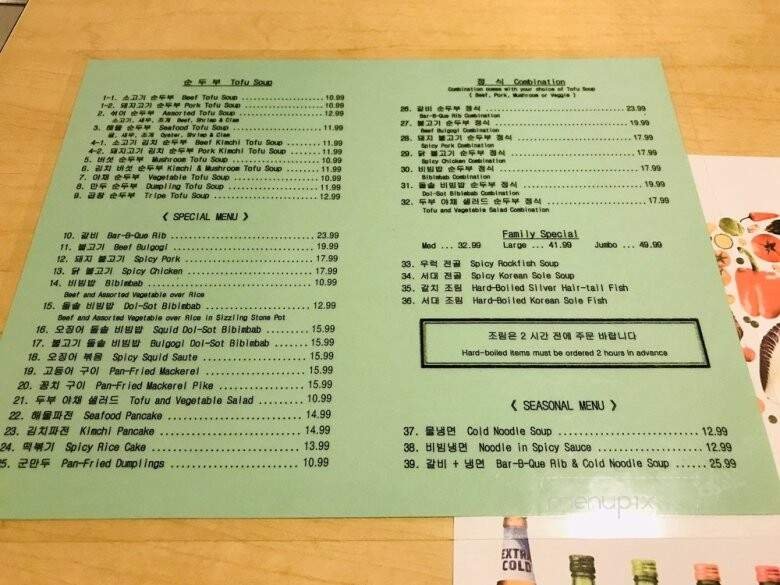 순 두 부 Tofu Soup
1-1. 소고기 순두부 Beef Tofu Soup ..................... 10.99
1-2. 돼지고기 순두부 Pork Tofu Soup ................... 10.99
2. 섞어 순두부 Assorted Tofu Soup ................... 12.99
소고기, 새우, 조개 Beef, Shrimp & Clam
3. 해물 순두부 Seafood Tofu Soup .................... 11.99
굴, 새우, 조개 Oyster, Shrimp & Clam
4-1. 소고기 김치 순두부 Beef Kimchi Tofu Soup ......... 11.99
4-2. 돼지고기 김치 순두부 Pork Kimchi Tofu Soup ....... 11.99
5. 버섯 순두부 Mushroom Tofu Soup ................... 10.99
6. 김치 버섯 순두부 Kimchi & Mushroom Tofu Soup ..... 11.99
7. 야채 순두부 Vegetable Tofu Soup .................. 10.99
8. 만두 순두부 Dumpling Tofu Soup ................... 11.99
9. 곱창 순두부 Tripe Tofu Soup ...................... 12.99
《 SPECIAL MENU 》
10. 갈비 Bar-B-Que Rib .............................. 23.99
11. 불고기 Beef Bulgogi ............................. 19.99
12. 돼지 불고기 Spicy Pork .......................... 17.99
13. 닭 불고기 Spicy Chicken ......................... 17.99
14. 비빔밥 Bibimbab ................................. 10.99
Beef and Assorted Vegetable over Rice
15. 돌솥 비빔밥 Dol-Sot Bibimbab .................... 12.99
Beef and Assorted Vegetable over Rice in Sizzling Stone Pot
16. 오징어 돌솥 비빔밥 Squid Dol-Sot Bibimbab ....... 15.99
17. 불고기 돌솥 비빔밥 Bulgogi Dol-Sot Bibimbab ..... 15.99
18. 오징어 볶음 Spicy Squid Saute ................... 15.99
19. 고등어 구이 Pan-Fried Mackerel .................. 15.99
20. 꽁치 구이 Pan-Fried Mackerel Pike ............... 15.99
21. 두부 야채 샐러드 Tofu and Vegetable Salad ....... 10.99
22. 해물파전 Seafood Pancake ........................ 14.99
23. 김치파전 Kimchi Pancake ......................... 14.99
24. 떡볶기 Spicy Rice Cake .......................... 13.99
25. 군만두 Pan-Fried Dumplings ...................... 10.99
정 식 Combination
Combination comes with your choice of Tofu Soup
( Beef, Pork, Mushroom or Veggie )
26. 갈비 순두부 정식 ................................ 23.99
Bar-B-Que Rib Combination
27. 불고기 순두부 정식 .............................. 19.99
Beef Bulgogi Combination
28. 돼지 불고기 순두부 정식 ......................... 17.99
Spicy Pork Combination
29. 닭 불고기 순두부 정식 ........................... 17.99
Spicy Chicken Combination
30. 비빔밥 순두부 정식 .............................. 17.99
Bibimbab Combination
31. 돌솥 비빔밥 순두부 정식 ......................... 19.99
Dol-Sot Bibimbab Combination
32. 두부 야채 샐러드 순두부 정식 .................... 17.99
Tofu and Vegetable Salad Combination
Family Special
Med ... 32.99 Large ... 41.99 Jumbo ... 49.99
33. 우럭 전골 Spicy Rockfish Soup
34. 서대 전골 Spicy Korean Sole Soup
35. 갈치 조림 Hard-Boiled Silver Hair-tail Fish
36. 서대 조림 Hard-Boiled Korean Sole Fish
조림은 2 시간 전에 주문 바랍니다
Hard-boiled items must be ordered 2 hours in advance
《 SEASONAL MENU 》
37. 물냉면 Cold Noodle Soup ......................... 12.99
38. 비빔냉면 Noodle in Spicy Sauce .................. 12.99
39. 갈비 + 냉면 Bar-B-Que Rib & Cold Noodle Soup ...... 25.99
menupix
EXTRA
COLD